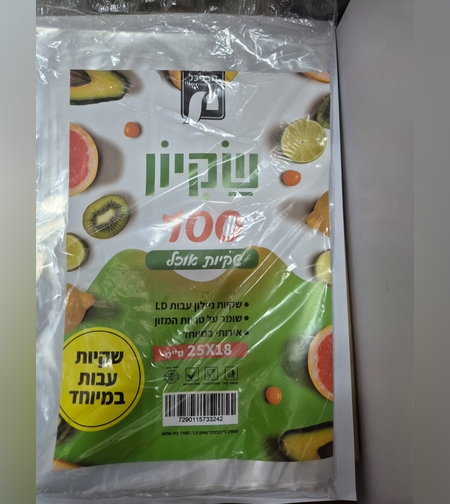 שקיון
100
שקיות אוכל
• שקיות ניילון עבות LD
• שומר על טריות המזון
• איכותי במיוחד
25X18 ס״מ
שקיות
עבות
במיוחד
7290115733242